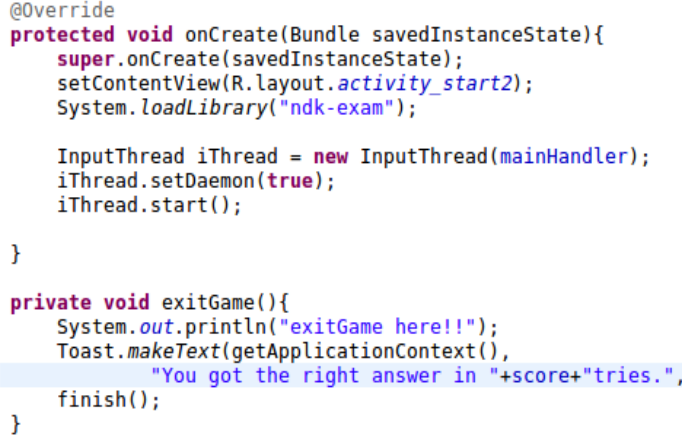 @Override
protected void onCreate(Bundle savedInstanceState){
super.onCreate(savedInstanceState);
setContentView(R.layout.activity_start2);
System.loadLibrary("ndk-exam");
InputThread iThread = new InputThread(mainHandler);
iThread.setDaemon(true);
iThread.start();
}
private void exitGame(){
System.out.println("exitGame here!!");
Toast.makeText(getApplicationContext(),
"You got the right answer in "+score+"tries.",
finish();
}